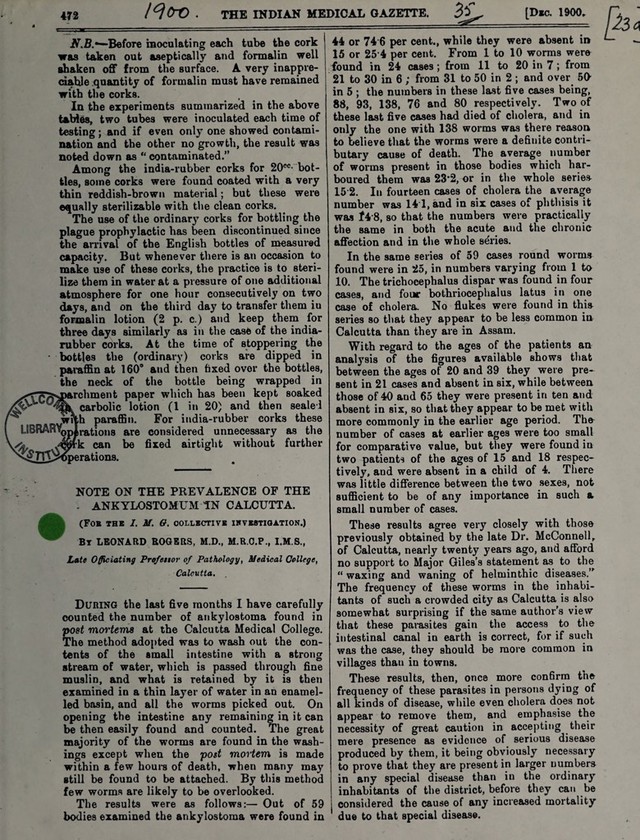 472
1900.
THE INDIAN MEDICAL GAZETTE.
35
[DEC. 1900.
[23a
N.B.—Before inoculating each tube the cork
was taken out aseptically and formalin well
shaken off from the surface. A very inappre-
ciable quantity of formalin must have remained
with the corks.
In the experiments summarized in the above
tables, two tubes were inoculated each time of
testing; and if even only one showed contami-
nation and the other no growth, the result was
noted down as "contaminated."
Among the india-rubber corks for 20cc. bot-
tles, some corks were found coated with a very
thin reddish-brown material; but these were
equally sterilizable with the clean corks.
The use of the ordinary corks for bottling the
plague prophylactic has been discontinued since
the arrival of the English bottles of measured
capacity. But whenever there is an occasion to
make use of these corks, the practice is to steri-
lize them in water at a pressure of one additional
atmosphere for one hour consecutively on two
days, and on the third day to transfer them in
formalin lotion (2 p. c.) and keep them for
three days similarly as in the case of the india-
rubber corks. At the time of stoppering the
bottles the (ordinary) corks are dipped in
paraffin at 160° and then fixed over the bottles,
the neck of the bottle being wrapped in
parchment paper which has been kept soaked
carbolic lotion (1 in 20) and then sealed
with paraffin. For india-rubber corks these
operations are considered unnecessary as the
cork can be fixed airtight without further
operations.
WELLCOME
LIBRARY
INSTITUTE
NOTE ON THE PREVALENCE OF THE
ANKYLOSTOMUM IN CALCUTTA.
(FOR THE I. M. G. COLLECTIVE INVESTIGATION.)
BY LEONARD ROGERS, M.D., M.R.C.P., I.M.S.,
Late Officiating Professor of Pathology, Medical College,
Calcutta.
DURING the last five months I have carefully
counted the number of ankylostoma found in
post mortems at the Calcutta Medical College.
The method adopted was to wash out the con-
tents of the small intestine with a strong
stream of water, which is passed through fine
muslin, and what is retained by it is then
examined in a thin layer of water in an enamel-
led basin, and all the worms picked out. On
opening the intestine any remaining in it can
be then easily found and counted. The great
majority of the worms are found in the wash-
ings except when the post mortem is made
within a few hours of death, when many may
still be found to be attached. By this method
few worms are likely to be overlooked.
The results were as follows:— Out of 59
bodies examined the ankylostoma were found in
44 or 74·6 per cent., while they were absent in
15 or 25·4 per cent. From 1 to 10 worms were
found in 24 cases; from 11 to 20 in 7; from
21 to 30 in 6; from 31 to 50 in 2; and over 50
in 5; the numbers in these last five cases being,
88, 93, 138, 76 and 80 respectively. Two of
these last five cases had died of cholera, and in
only the one with 138 worms was there reason
to believe that the worms were a definite contri-
butary cause of death. The average number
of worms present in those bodies which har-
boured them was 23·2, or in the whole series
15·2. In fourteen cases of cholera the average
number was 14·1, and in six cases of phthisis it
was 14·8, so that the numbers were practically
the same in both the acute and the chronic
affection and in the whole series.
In the same series of 59 cases round worms
found were in 25, in numbers varying from 1 to
10. The trichocephalus dispar was found in four
cases, and four bothriocephalus latus in one
case of cholera. No flukes were found in this
series so that they appear to be less common in
Calcutta than they are in Assam.
With regard to the ages of the patients an
analysis of the figures available shows that
between the ages of 20 and 39 they were pre-
sent in 21 cases and absent in six, while between
those of 40 and 65 they were present in ten and
absent in six, so that they appear to be met with
more commonly in the earlier age period. The
number of cases at earlier ages were too small
for comparative value, but they were found in
two patients of the ages of 15 and 18 respec-
tively, and were absent in a child of 4. There
was little difference between the two sexes, not
sufficient to be of any importance in such a
small number of cases.
These results agree very closely with those
previously obtained by the late Dr. McConnell,
of Calcutta, nearly twenty years ago, and afford
no support to Major Giles's statement as to the
"waxing and waning of helminthic diseases."
The frequency of these worms in the inhabi-
tants of such a crowded city as Calcutta is also
somewhat surprising if the same author's view
that these parasites gain the access to the
intestinal canal in earth is correct, for if such
was the case, they should be more common in
villages than in towns.
These results, then, once more confirm the
frequency of these parasites in persons dying of
all kinds of disease, while even cholera does not
appear to remove them, and emphasise the
necessity of great caution in accepting their
mere presence as evidence of serious disease
produced by them, it being obviously necessary
to prove that they are present in larger numbers
in any special disease than in the ordinary
inhabitants of the district, before they can be
considered the cause of any increased mortality
due to that special disease.